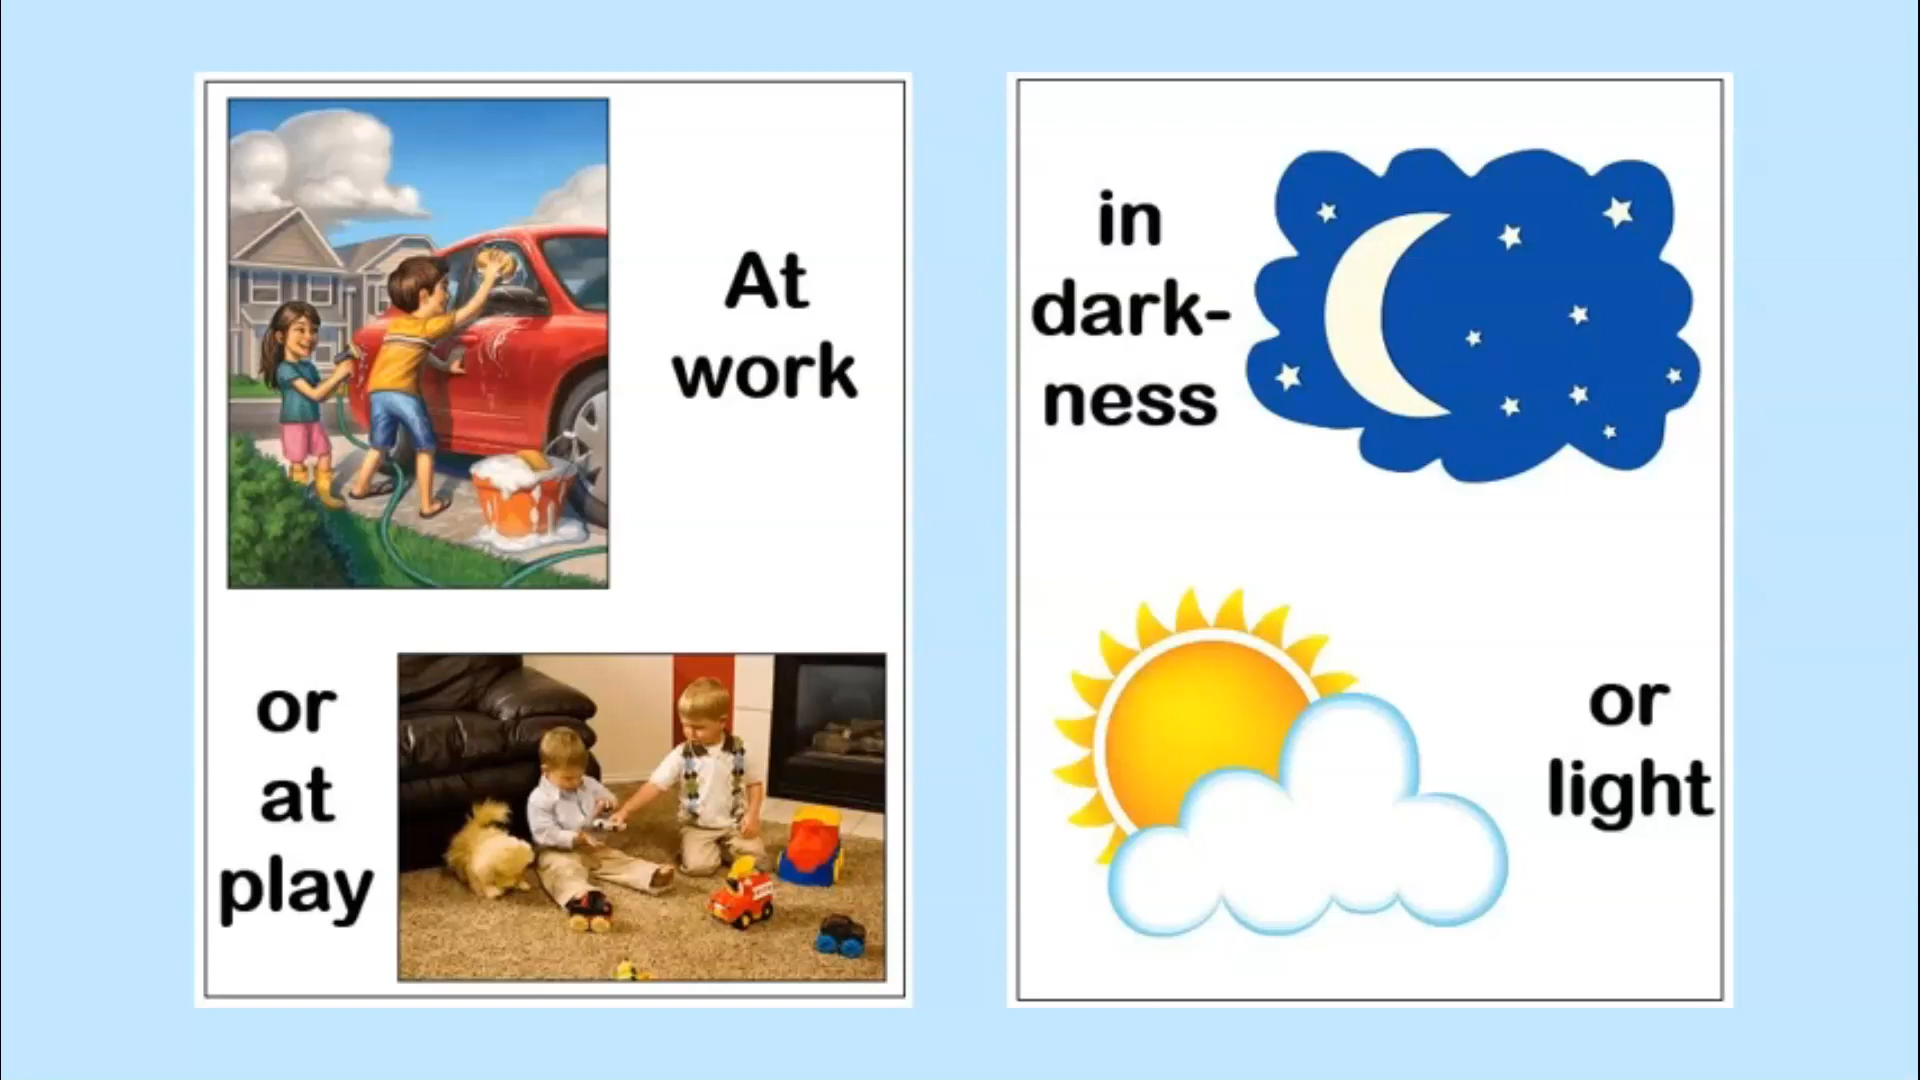 At
work
or
at
play
in
dark-
ness
or
light